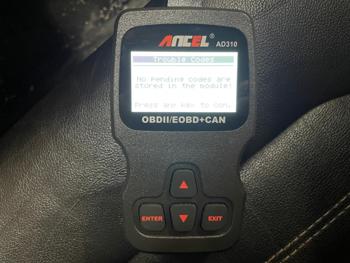 ANCEL
AD310
Trouble Codes
No pending codes are
stored in the module!
Press any key to con.
OBDII/EOBD+CAN
ENTER
EXIT